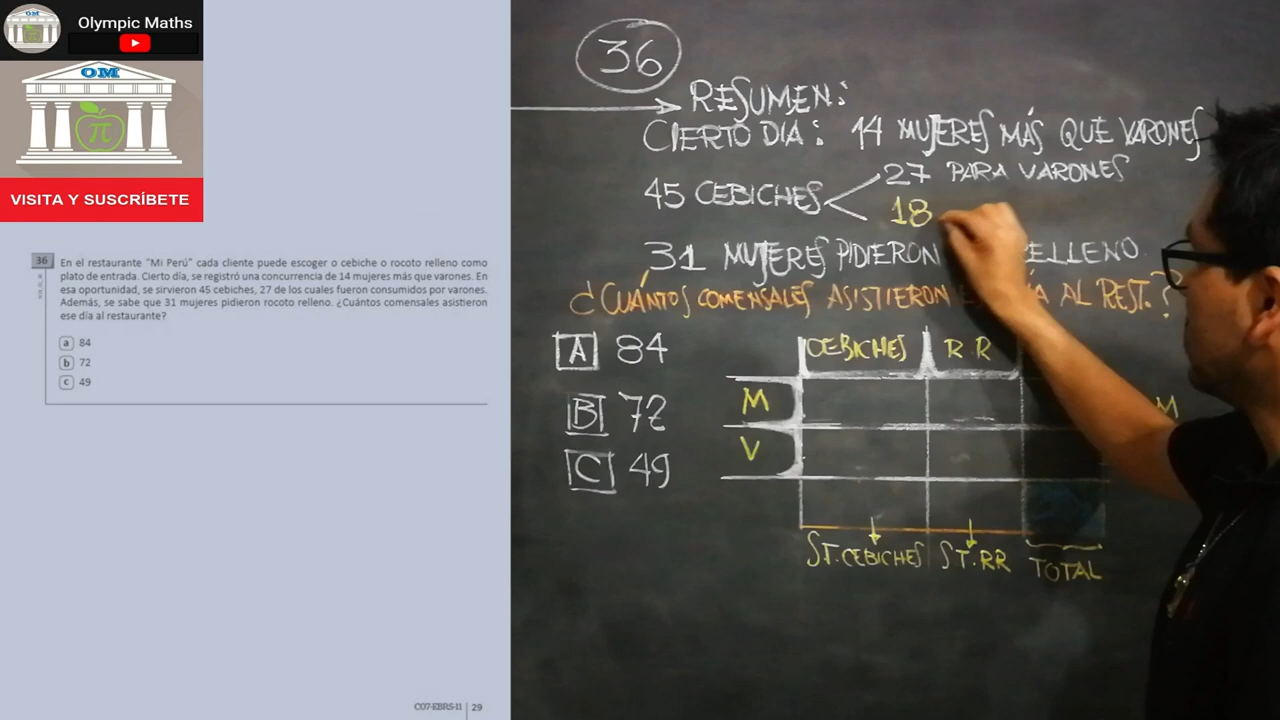 Olympic Maths
OM
π
VISITA Y SUSCRÍBETE
36
En el restaurante "Mi Perú" cada cliente puede escoger o cebiche o rocoto relleno como
plato de entrada. Cierto día, se registró una concurrencia de 14 mujeres más que varones. En
esa oportunidad, se sirvieron 45 cebiches, 27 de los cuales fueron consumidos por varones.
Además, se sabe que 31 mujeres pidieron rocoto relleno. ¿Cuántos comensales asistieron
ese día al restaurante?
a 84
b 72
c 49
C07-EBRS-11 29
36
RESUMEN:
CIERTO DIA: 14 MUJERES MÁS QUE VARONES
45 CEBICHES 27 PARA VARONES
18
31 MUJERES PIDIERON RELLENO
¿CUÁNTOS COMENSALES ASISTIERON AL REST.?
A 84
B 72
C 49
CEBICHES R.R
M M
V
ST.CEBICHES ST.RR TOTAL